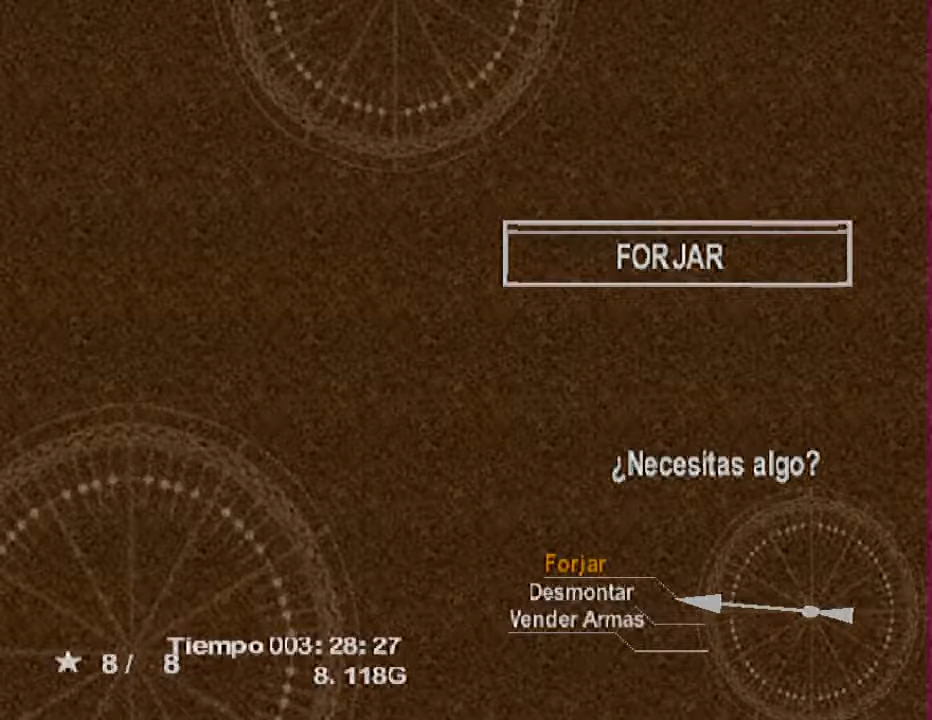 FORJAR
¿Necesitas algo?
Forjar
Desmontar
Vender Armas
Tiempo 003: 28: 27
★ 8/ 8
8. 118G